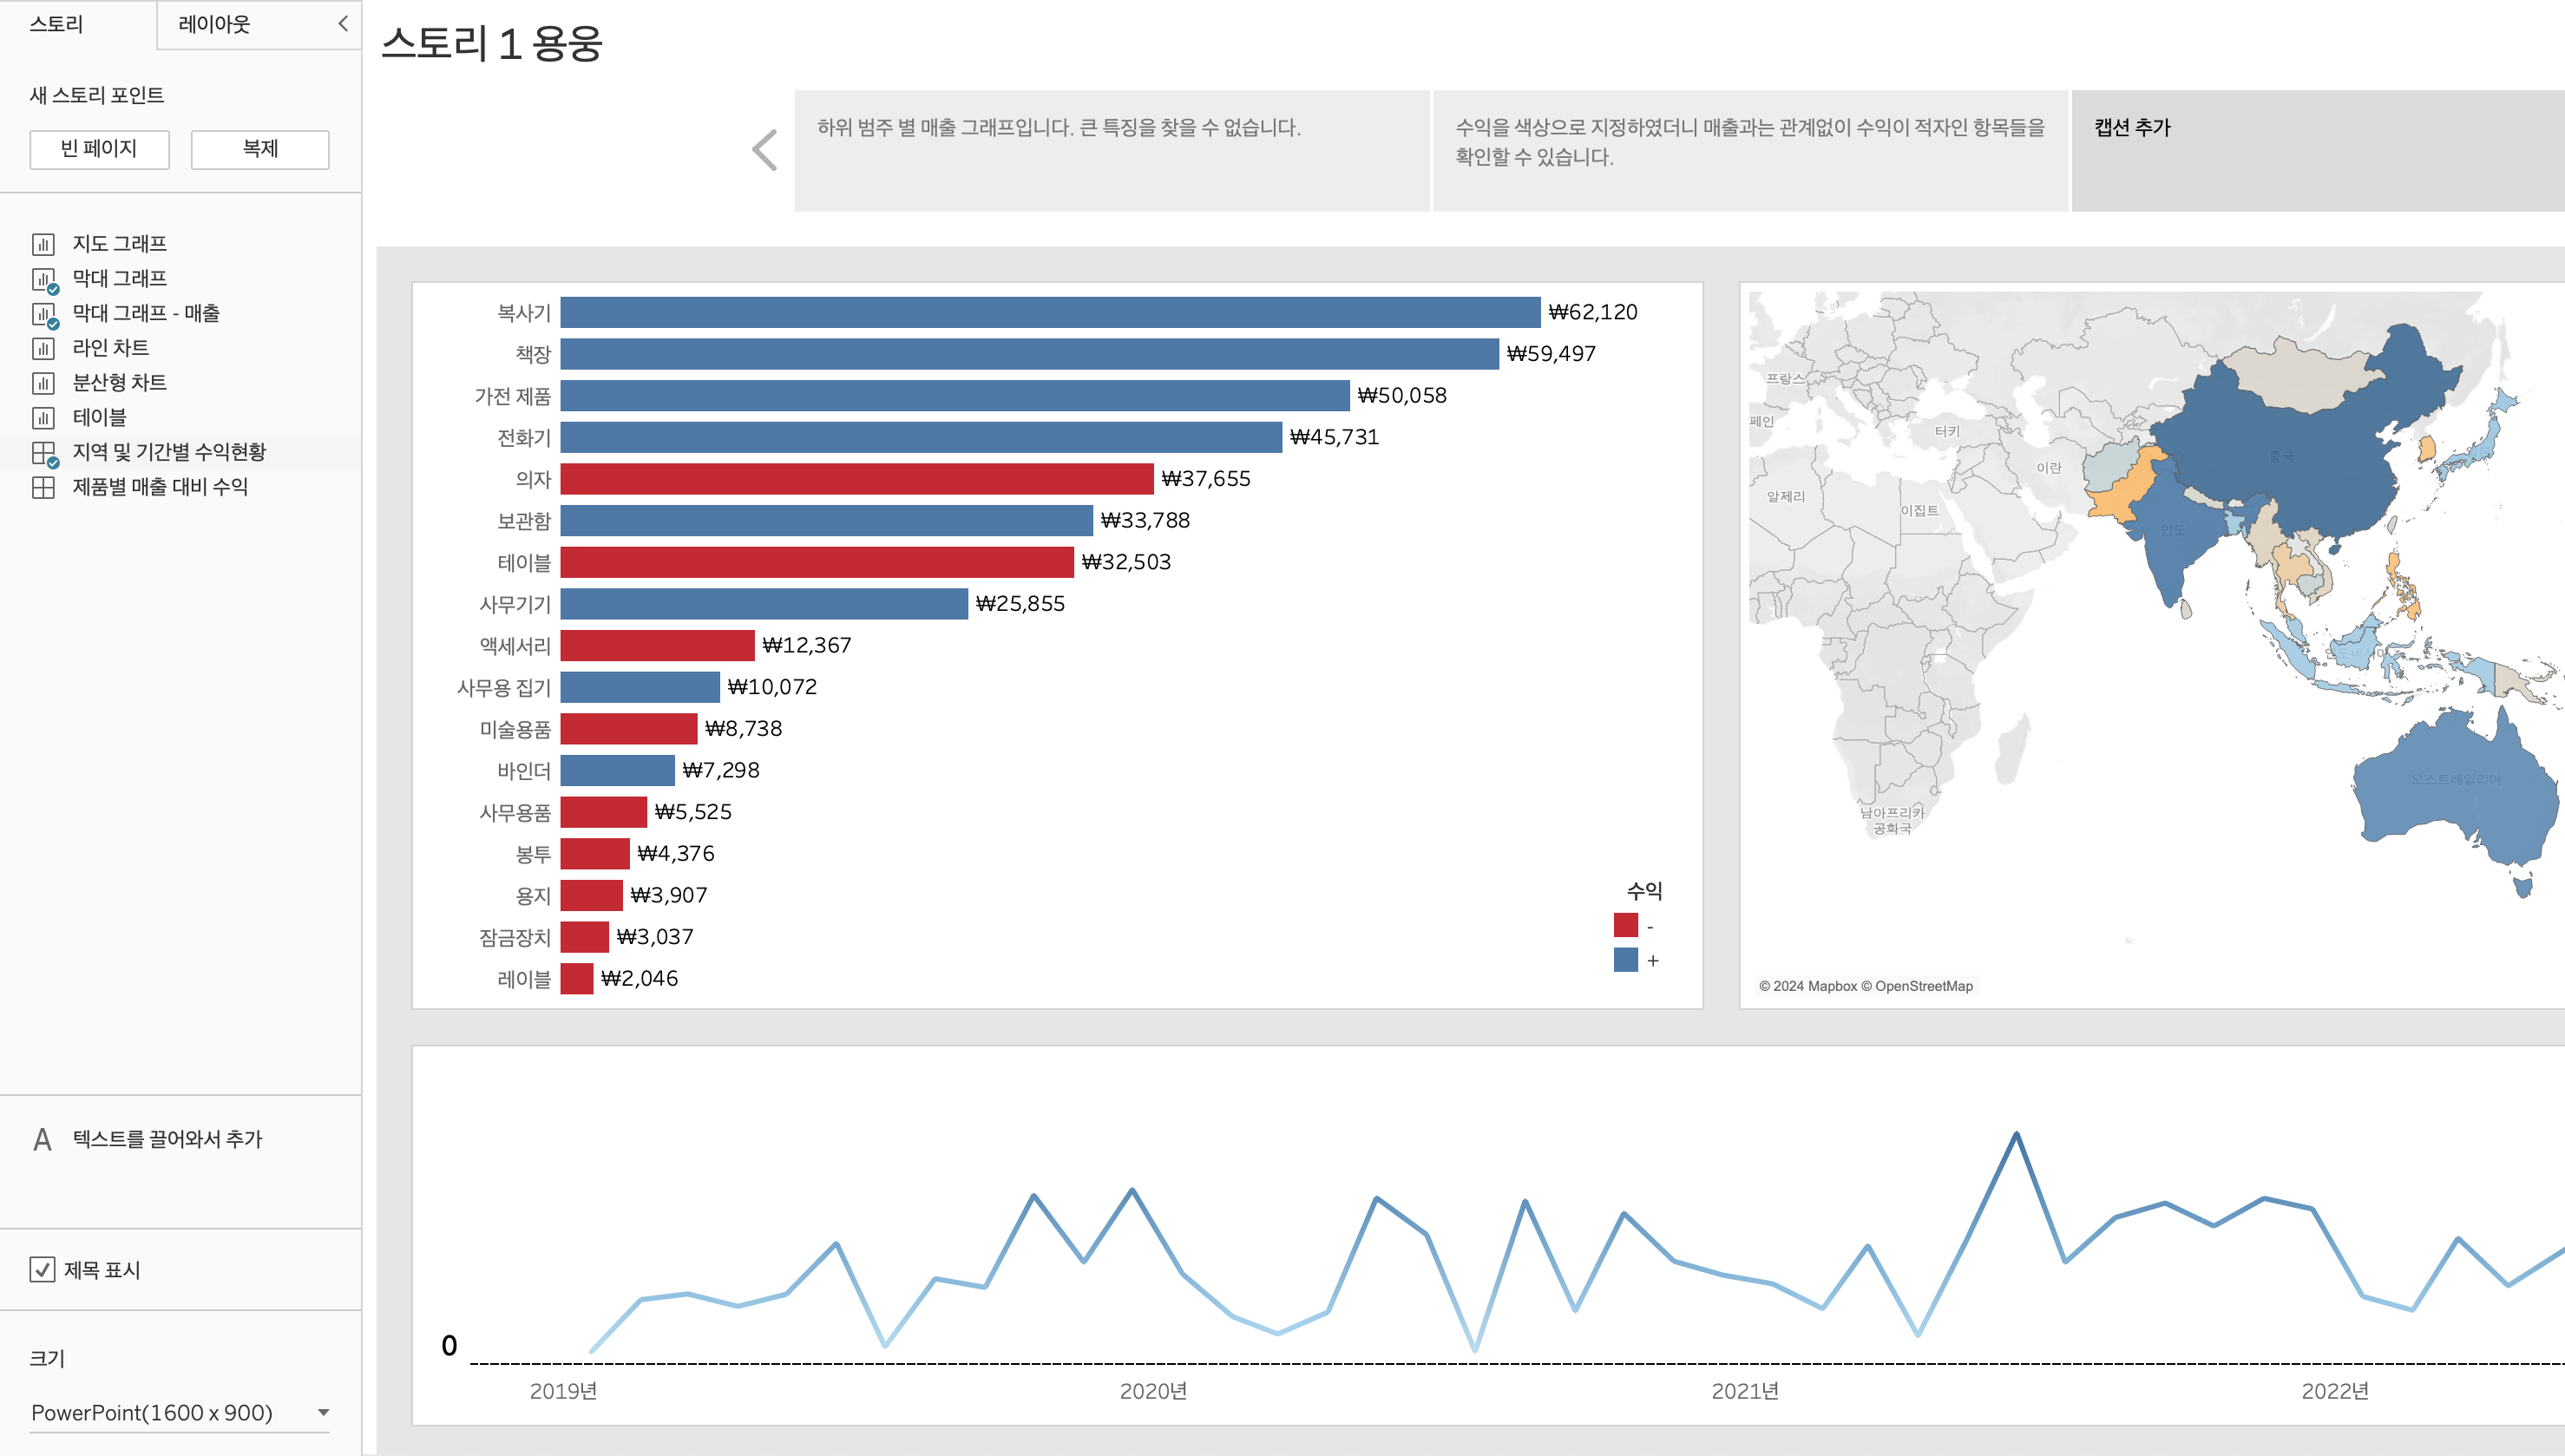 스토리
레이아웃
새 스토리 포인트
빈 페이지
복제
지도 그래프
막대 그래프
막대 그래프 - 매출
라인 차트
분산형 차트
테이블
지역 및 기간별 수익현황
제품별 매출 대비 수익
A 텍스트를 끌어와서 추가
제목 표시
크기
PowerPoint(1600 x 900)
스토리 1 용웅
하위 범주 별 매출 그래프입니다. 큰 특징을 찾을 수 없습니다.
수익을 색상으로 지정하였더니 매출과는 관계없이 수익이 적자인 항목들을
확인할 수 있습니다.
캡션 추가
복사기 ₩62,120
책장 ₩59,497
가전 제품 ₩50,058
전화기 ₩45,731
의자 ₩37,655
보관함 ₩33,788
테이블 ₩32,503
사무기기 ₩25,855
액세서리 ₩12,367
사무용 집기 ₩10,072
미술용품 ₩8,738
바인더 ₩7,298
사무용품 ₩5,525
봉투 ₩4,376
용지 ₩3,907
잠금장치 ₩3,037
레이블 ₩2,046
수익
-
+
프랑스
페인
터키
이란
알제리
이집트
중국
인도
오스트레일리아
남아프리카
공화국
© 2024 Mapbox © OpenStreetMap
0
2019년
2020년
2021년
2022년